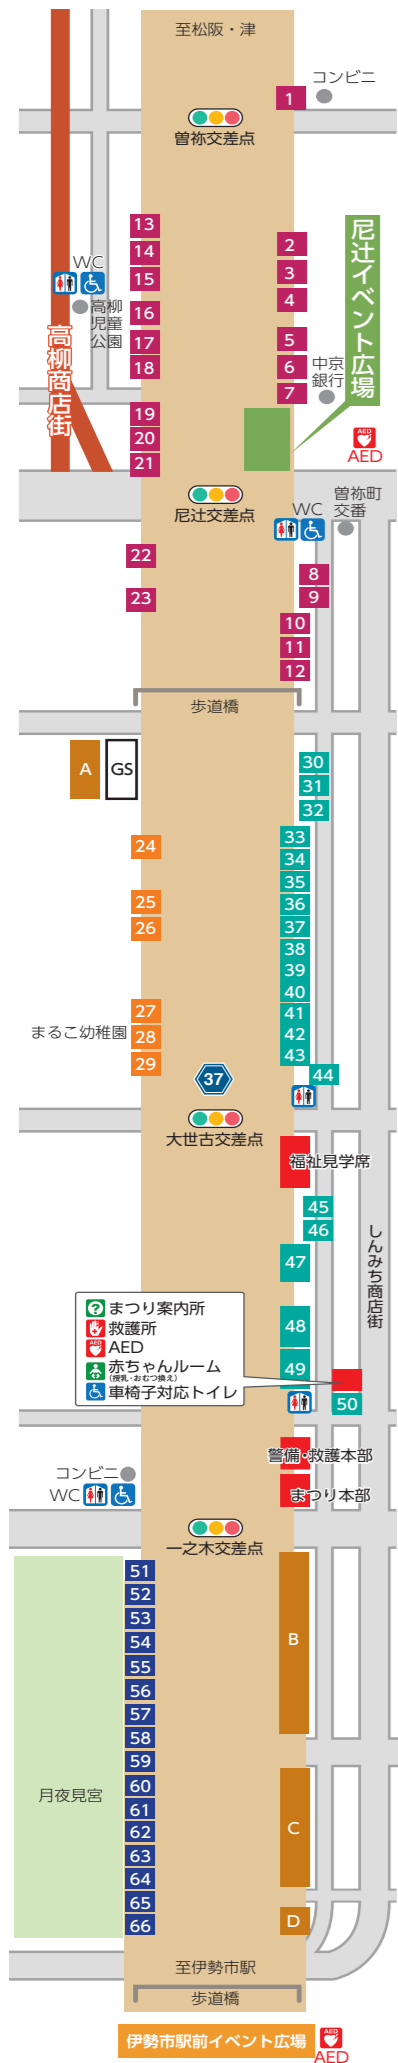 至松阪・津
コンビニ
1
曽祢交差点
13
14
15
16
17
18
19
20
21
2
3
4
5
6
7
尼辻イベント広場
WC
高柳
児童
公園
高柳商店街
中京
銀行
AED
AED
尼辻交差点
WC
曽祢町
交番
22
23
8
9
10
11
12
歩道橋
A
GS
24
25
26
27
28
29
まるこ幼稚園
30
31
32
33
34
35
36
37
38
39
40
41
42
43
44
37
大世古交差点
福祉見学席
45
46
47
48
49
50
しんみち商店街
まつり案内所
救護所
AED
AED
赤ちゃんルーム
(授乳・おむつ換え)
車椅子対応トイレ
警備・救護本部
まつり本部
コンビニ
WC
一之木交差点
51
52
53
54
55
56
57
58
59
60
61
62
63
64
65
66
月夜見宮
B
C
D
至伊勢市駅
歩道橋
伊勢市駅前イベント広場
AED
AED